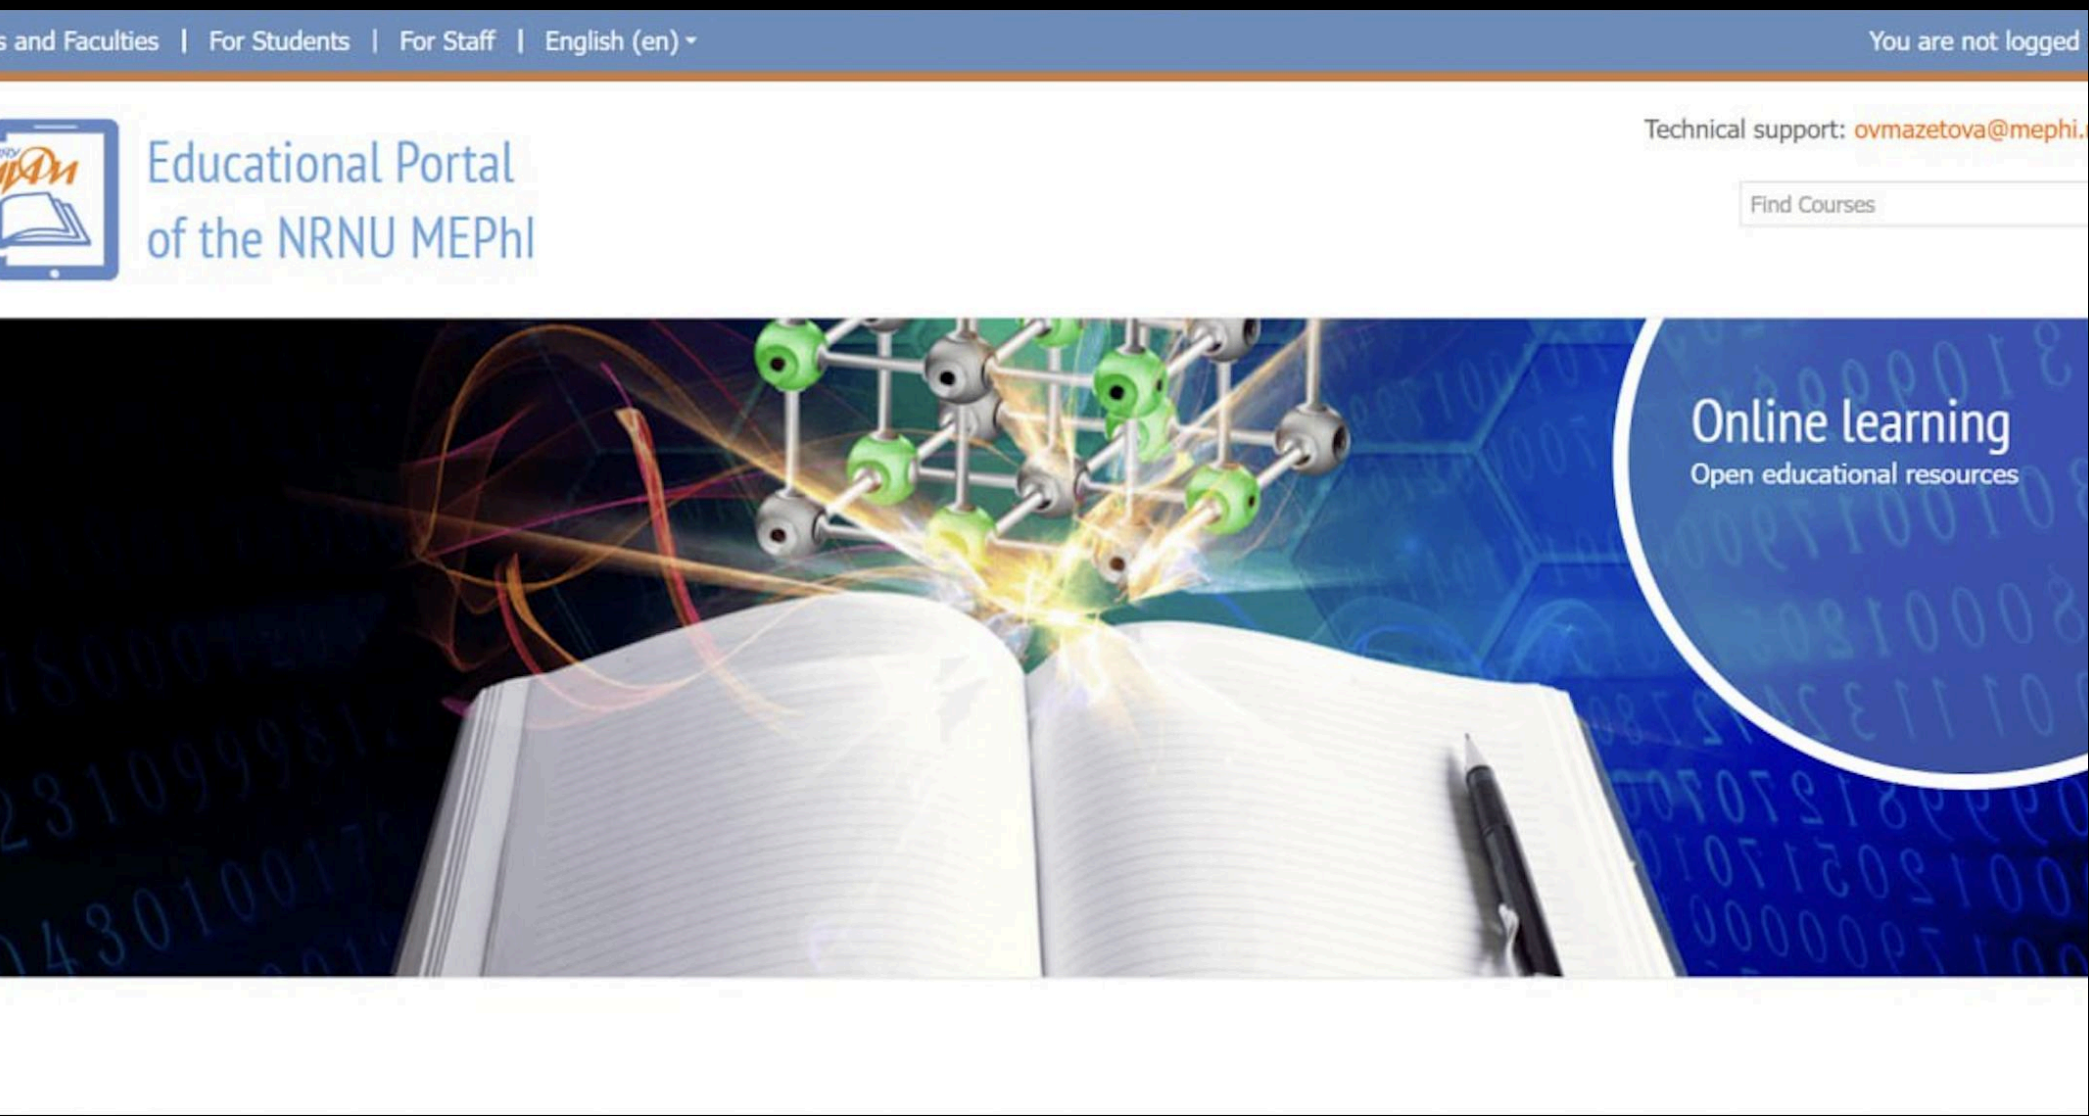 s and Faculties | For Students | For Staff | English (en)
You are not logged
Technical support: ovmazetova@mephi.
Educational Portal
of the NRNU MEPhI
Find Courses
Online learning
Open educational resources